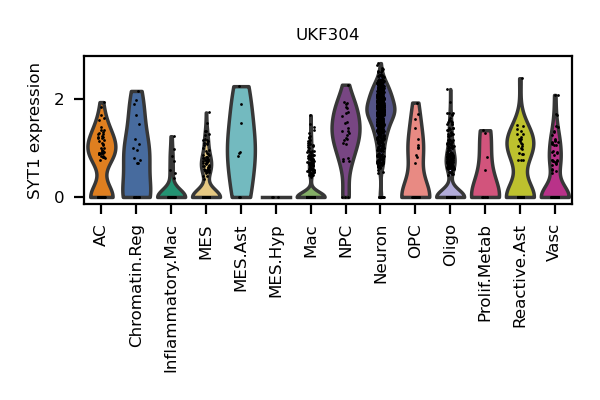 UKF304
SYT1 expression
2
0
AC
Chromatin.Reg
Inflammatory.Mac
MES
MES.Ast
MES.Hyp
Mac
NPC
Neuron
OPC
Oligo
Prolif.Metab
Reactive.Ast
Vasc